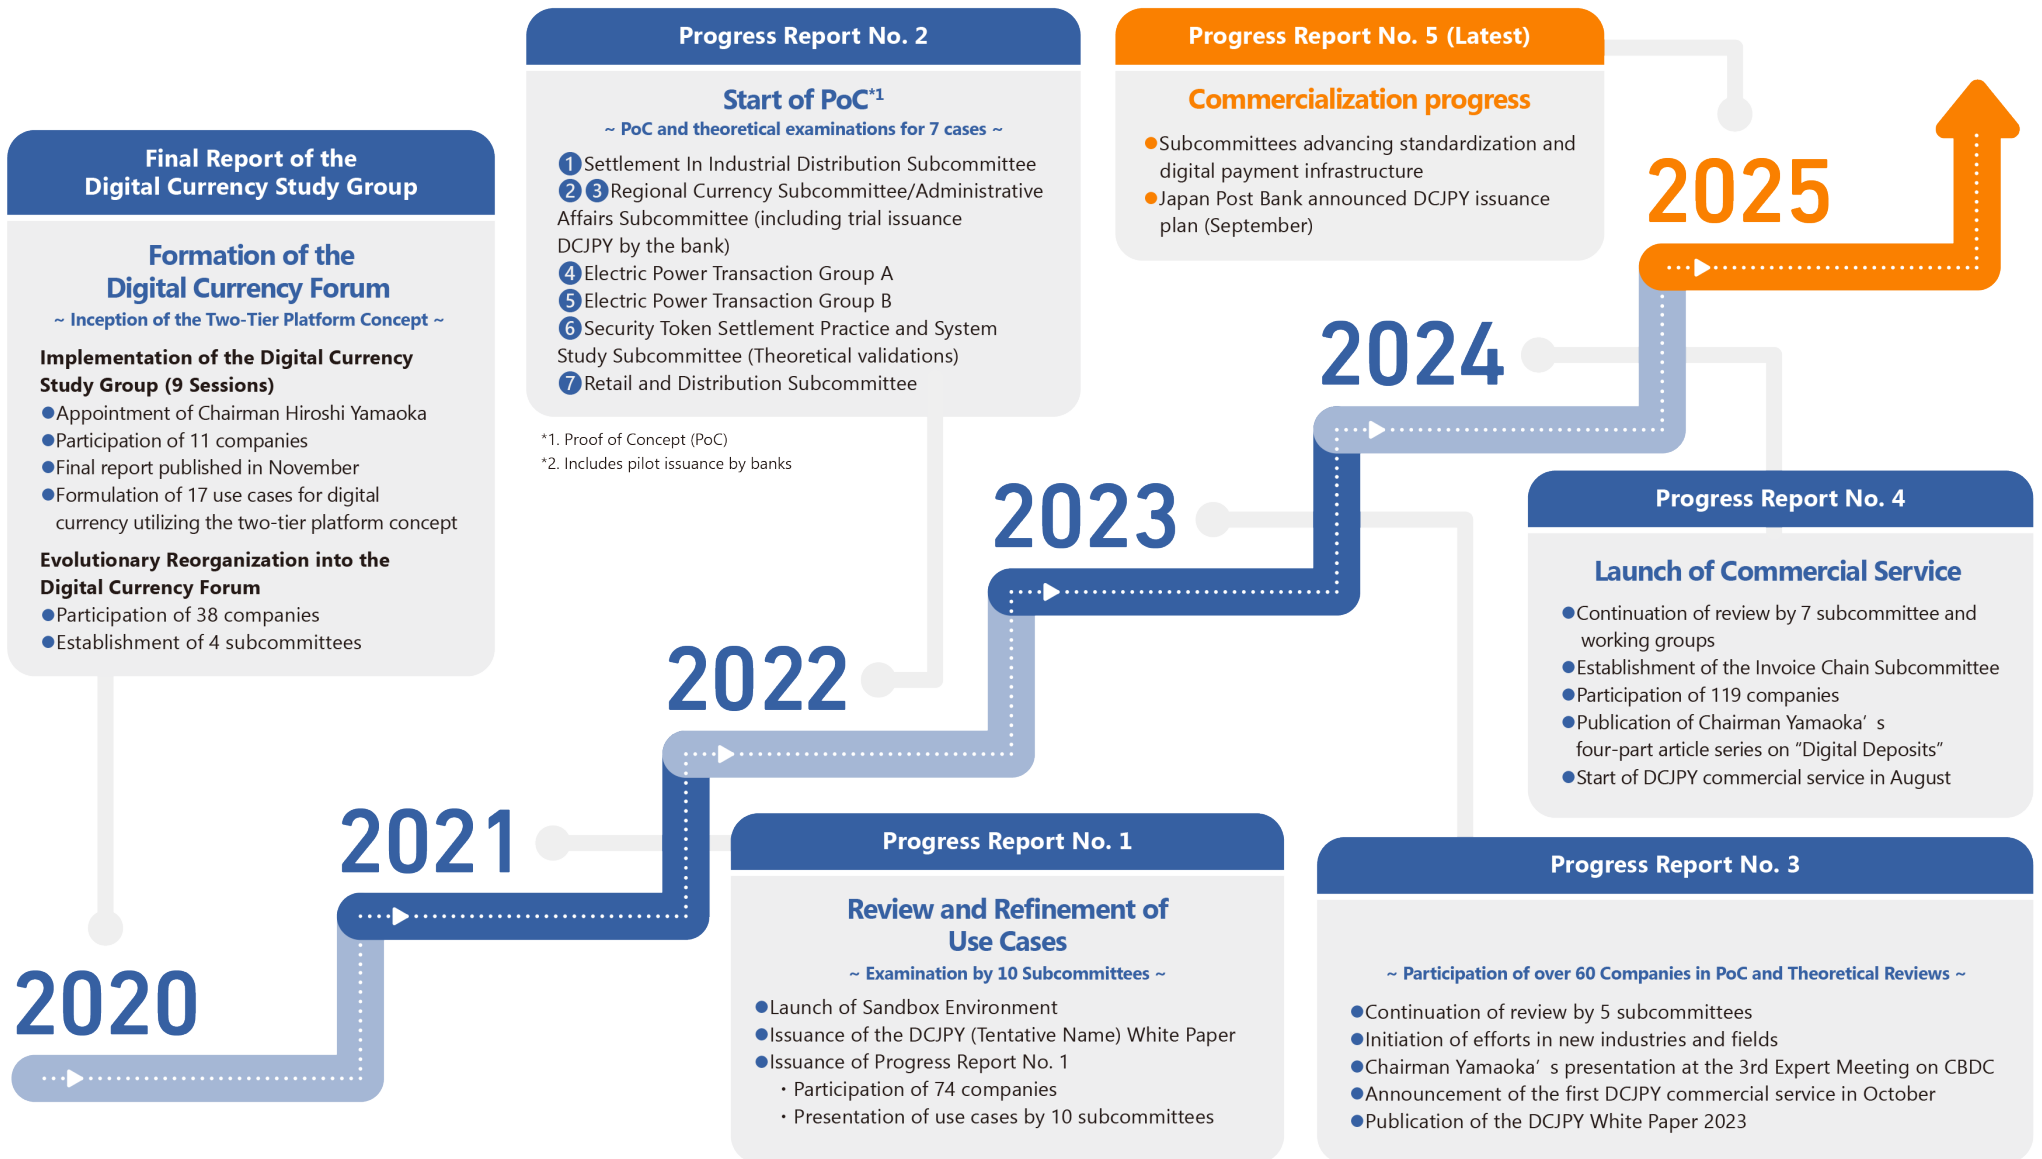 Final Report of the
Digital Currency Study Group
Formation of the
Digital Currency Forum
~ Inception of the Two-Tier Platform Concept ~
Implementation of the Digital Currency
Study Group (9 Sessions)
●Appointment of Chairman Hiroshi Yamaoka
●Participation of 11 companies
●Final report published in November
●Formulation of 17 use cases for digital
currency utilizing the two-tier platform concept
Evolutionary Reorganization into the
Digital Currency Forum
●Participation of 38 companies
●Establishment of 4 subcommittees
2020
2021
Progress Report No. 1
Review and Refinement of
Use Cases
~ Examination by 10 Subcommittees ~
●Launch of Sandbox Environment
●Issuance of the DCJPY (Tentative Name) White Paper
●Issuance of Progress Report No. 1
・Participation of 74 companies
・Presentation of use cases by 10 subcommittees
Progress Report No. 2
Start of PoC*1
~ PoC and theoretical examinations for 7 cases ~
❶Settlement In Industrial Distribution Subcommittee
❷❸Regional Currency Subcommittee/Administrative
Affairs Subcommittee (including trial issuance
DCJPY by the bank)
❹Electric Power Transaction Group A
❺Electric Power Transaction Group B
❻Security Token Settlement Practice and System
Study Subcommittee (Theoretical validations)
❼Retail and Distribution Subcommittee
*1. Proof of Concept (PoC)
*2. Includes pilot issuance by banks
2022
2023
Progress Report No. 3
~ Participation of over 60 Companies in PoC and Theoretical Reviews ~
●Continuation of review by 5 subcommittees
●Initiation of efforts in new industries and fields
●Chairman Yamaoka’s presentation at the 3rd Expert Meeting on CBDC
●Announcement of the first DCJPY commercial service in October
●Publication of the DCJPY White Paper 2023
2024
Progress Report No. 4
Launch of Commercial Service
●Continuation of review by 7 subcommittee and
working groups
●Establishment of the Invoice Chain Subcommittee
●Participation of 119 companies
●Publication of Chairman Yamaoka’s
four-part article series on “Digital Deposits”
●Start of DCJPY commercial service in August
Progress Report No. 5 (Latest)
Commercialization progress
●Subcommittees advancing standardization and
digital payment infrastructure
●Japan Post Bank announced DCJPY issuance
plan (September)
2025